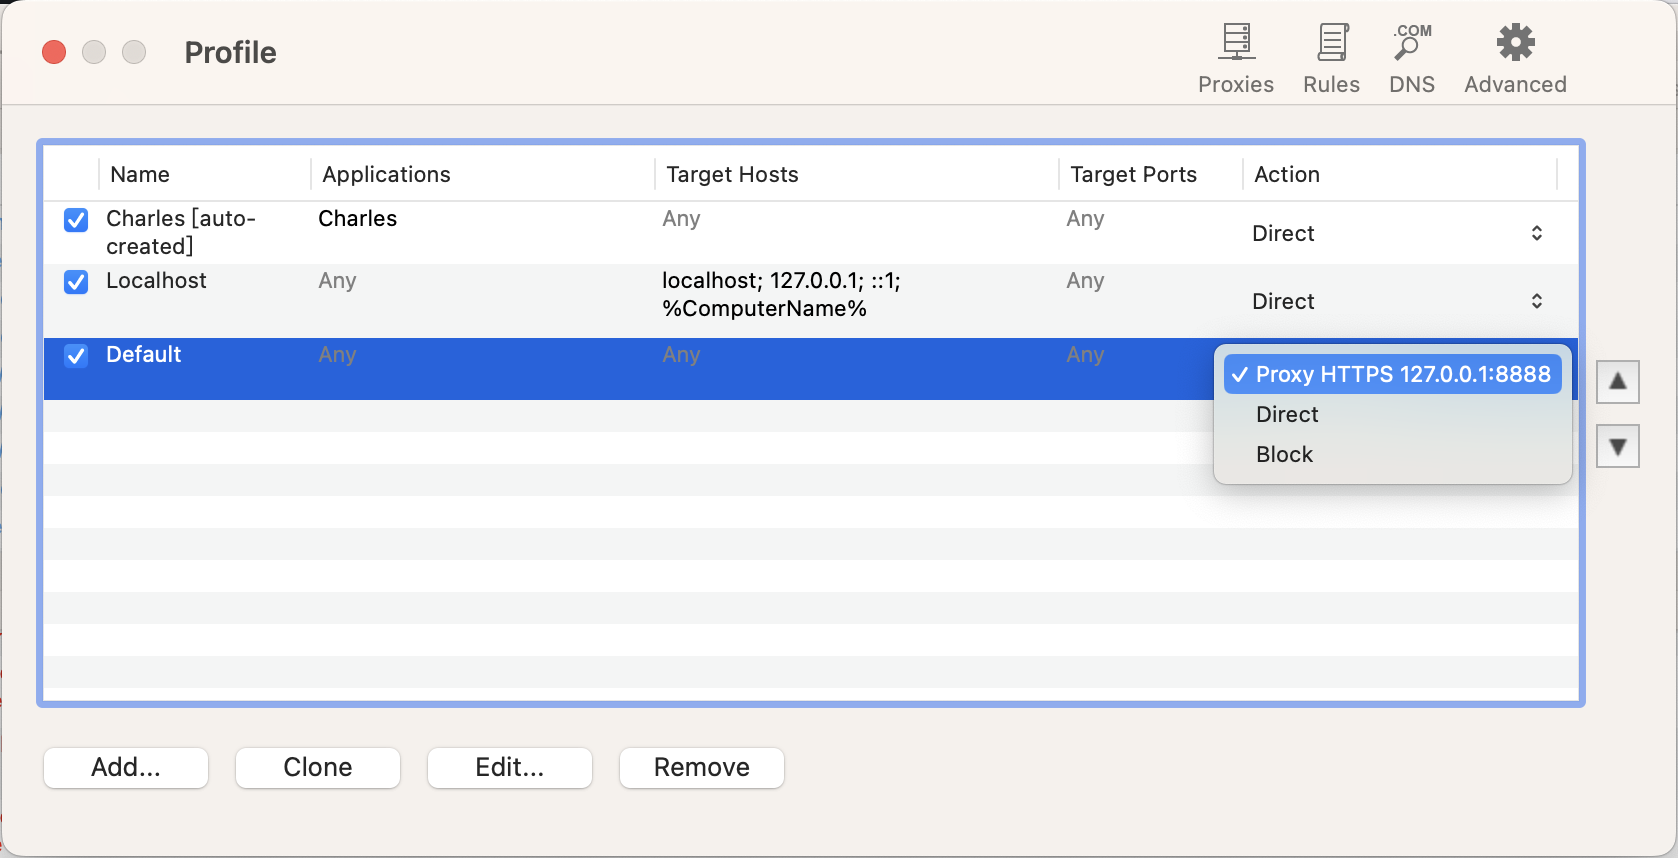 Profile
.COM
Proxies Rules DNS Advanced
Name Applications Target Hosts Target Ports Action
Charles [auto-
created] Charles Any Any Direct
Localhost Any localhost; 127.0.0.1; ::1;
%ComputerName% Any Direct
Default Any Any Any
✓ Proxy HTTPS 127.0.0.1:8888
Direct
Block
Add... Clone Edit... Remove